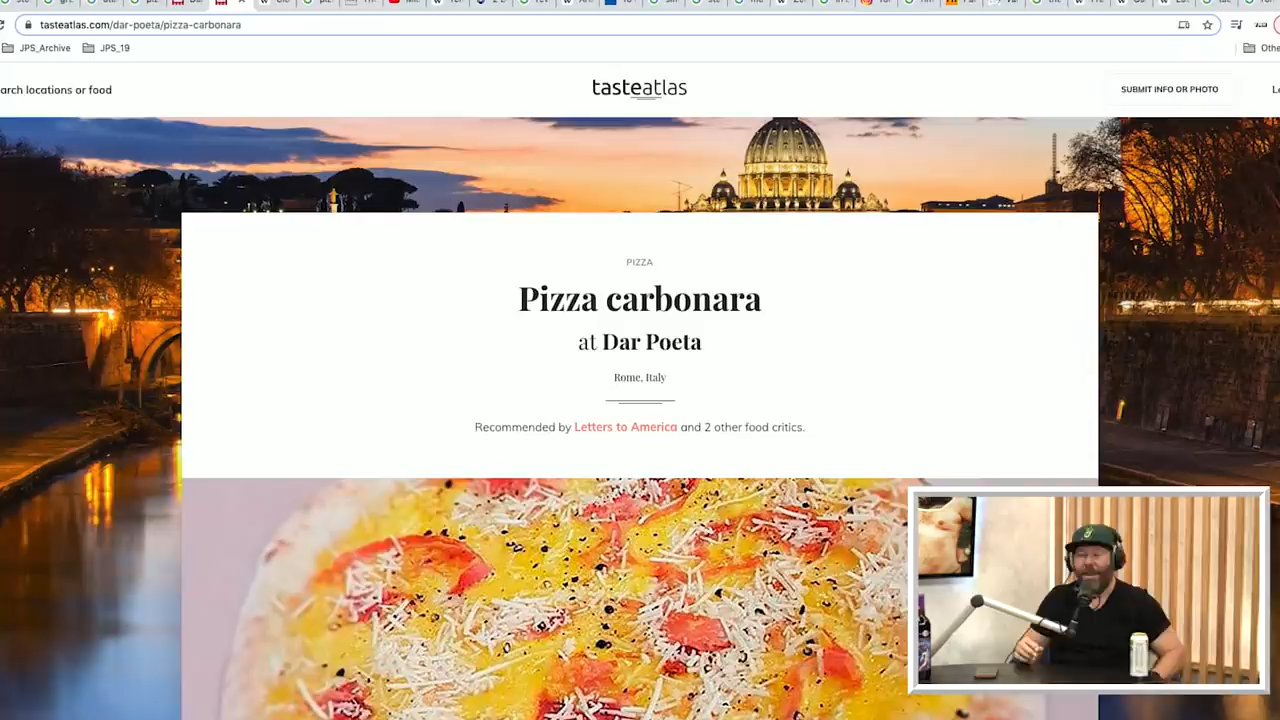 tasteatlas.com/dar-poeta/pizza-carbonara
JPS_Archive
JPS_19
Othe
arch locations or food
tasteatlas
SUBMIT INFO OR PHOTO
PIZZA
Pizza carbonara
at Dar Poeta
Rome, Italy
Recommended by Letters to America and 2 other food critics.